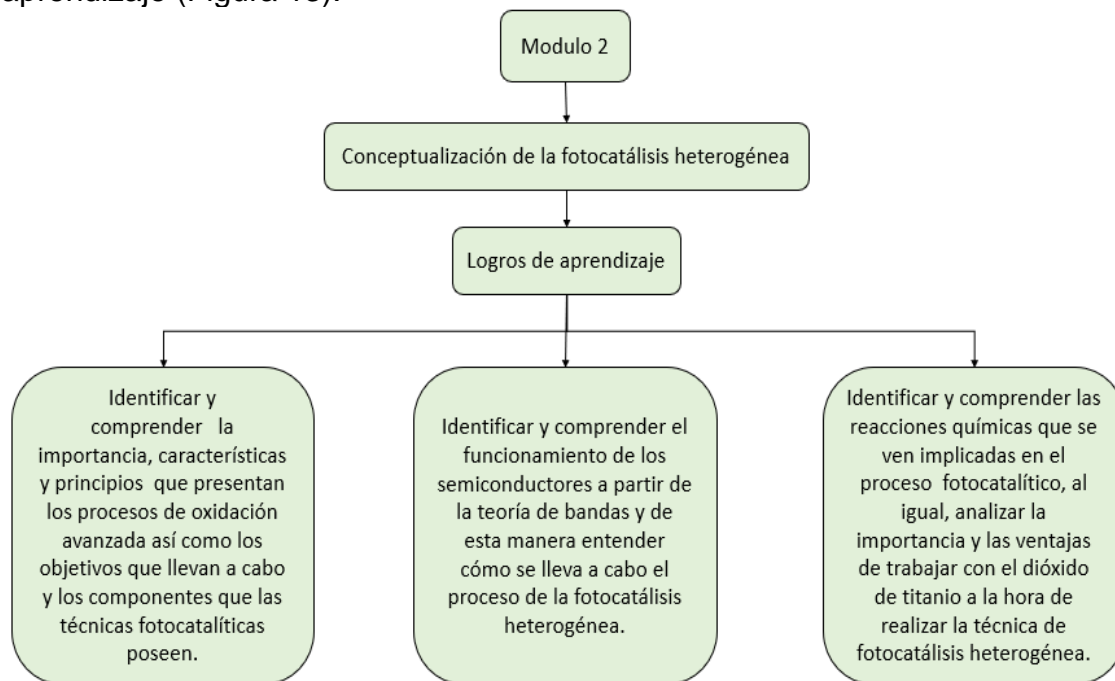 aprendizaje (Figura 13).
Modulo 2
Conceptualización de la fotocatálisis heterogénea
Logros de aprendizaje
Identificar y
comprender la
importancia, características
y principios que presentan
los procesos de oxidación
avanzada así como los
objetivos que llevan a cabo
y los componentes que las
técnicas fotocatalíticas
poseen.
Identificar y comprender el
funcionamiento de los
semiconductores a partir de
la teoría de bandas y de
esta manera entender
cómo se lleva a cabo el
proceso de la fotocatálisis
heterogénea.
Identificar y comprender las
reacciones químicas que se
ven implicadas en el
proceso fotocatalítico, al
igual, analizar la
importancia y las ventajas
de trabajar con el dióxido
de titanio a la hora de
realizar la técnica de
fotocatálisis heterogénea.